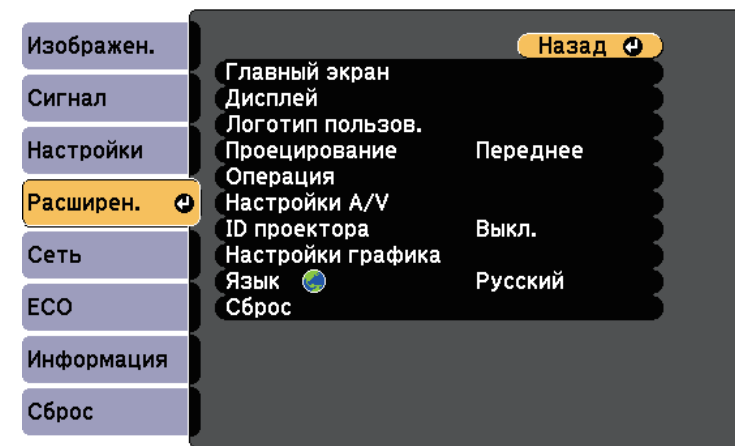 Изображен.
Сигнал
Настройки
Расширен.
Сеть
ECO
Информация
Сброс
Назад
Главный экран
Дисплей
Логотип пользов.
Проецирование Переднее
Операция
Настройки A/V
ID проектора Выкл.
Настройки графика
Язык Русский
Сброс